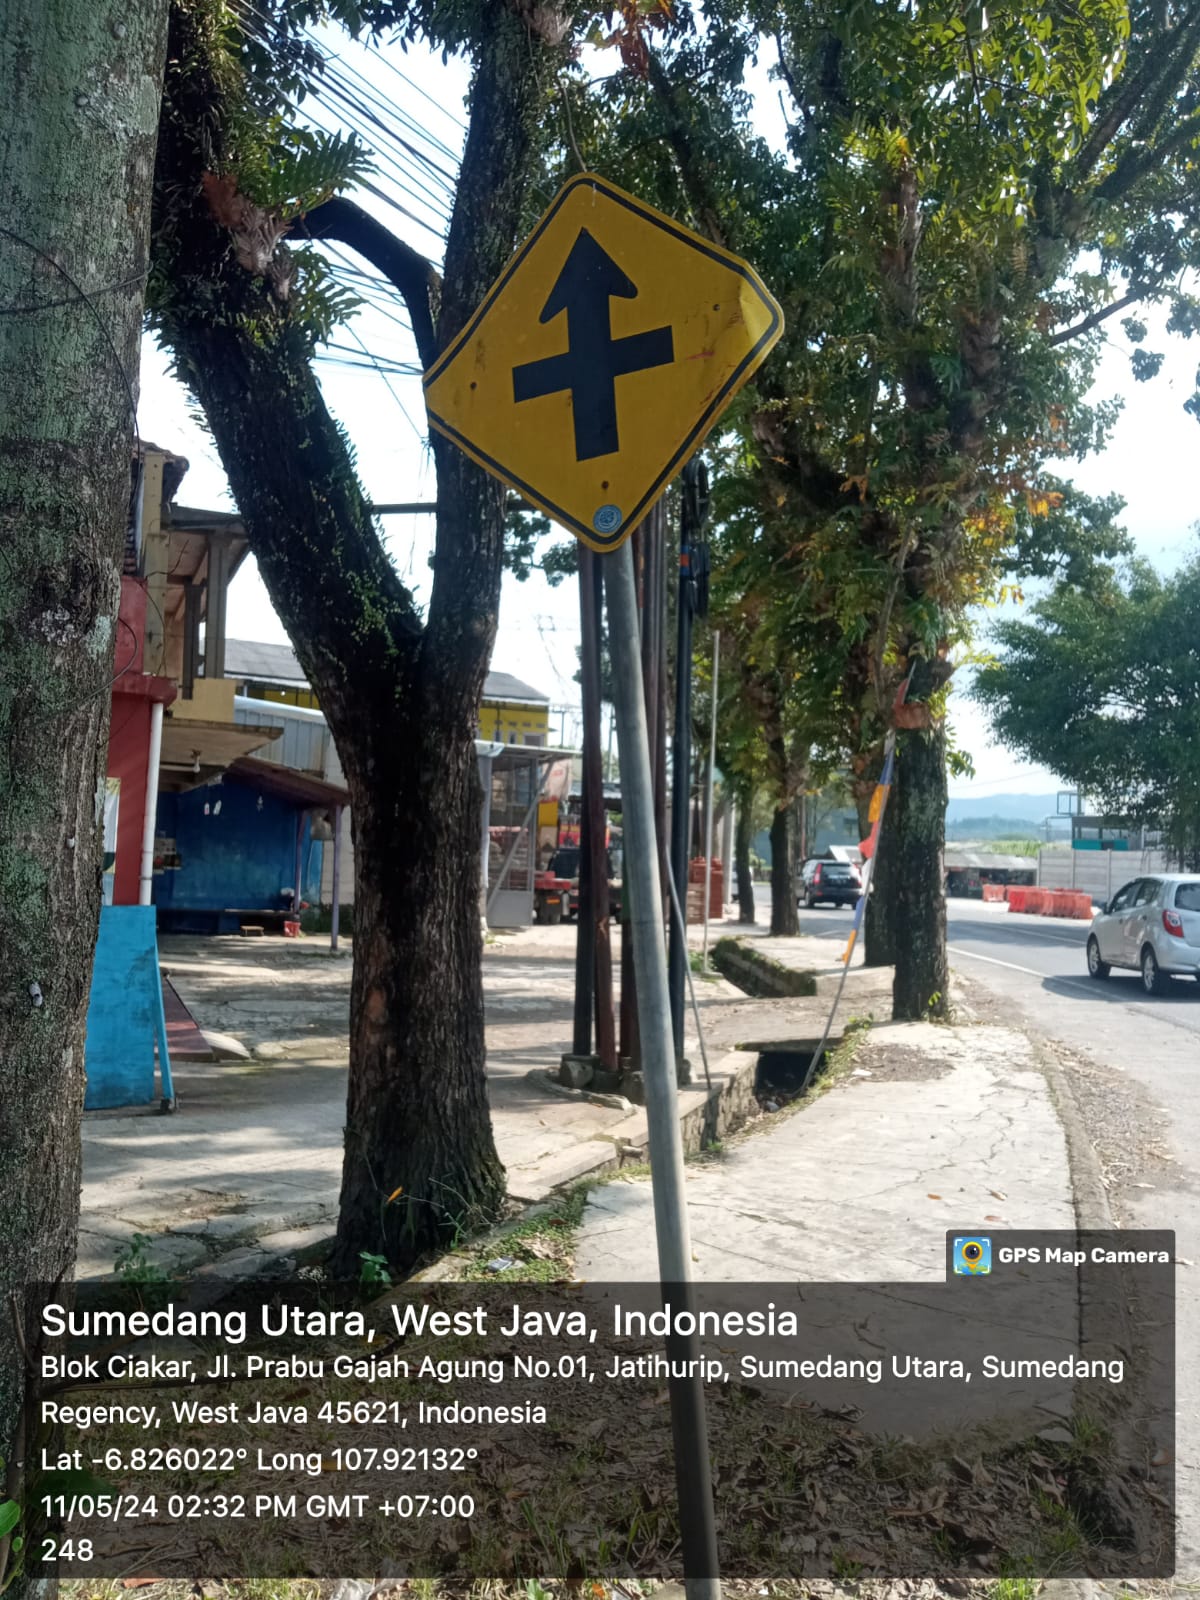 GPS Map Camera
Sumedang Utara, West Java, Indonesia
Blok Ciakar, Jl. Prabu Gajah Agung No.01, Jatihurip, Sumedang Utara, Sumedang
Regency, West Java 45621, Indonesia
Lat -6.826022° Long 107.92132°
11/05/24 02:32 PM GMT +07:00
248